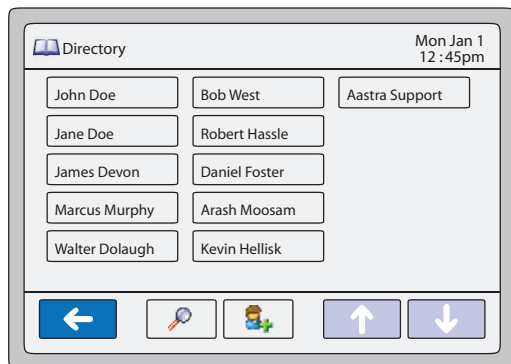 Directory
Mon Jan 1
12 :45pm
John Doe
Bob West
Aastra Support
Jane Doe
Robert Hassle
James Devon
Daniel Foster
Marcus Murphy
Arash Moosam
Walter Dolaugh
Kevin Hellisk